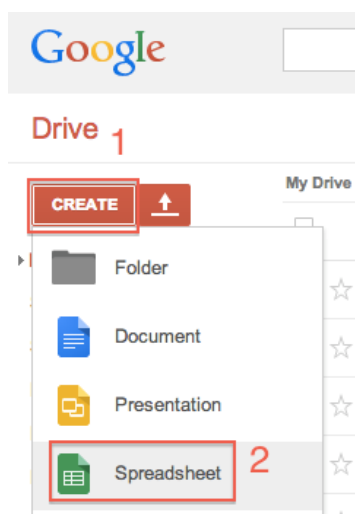 Google
Drive 1
My Drive
CREATE
Folder
Document
Presentation
Spreadsheet 2